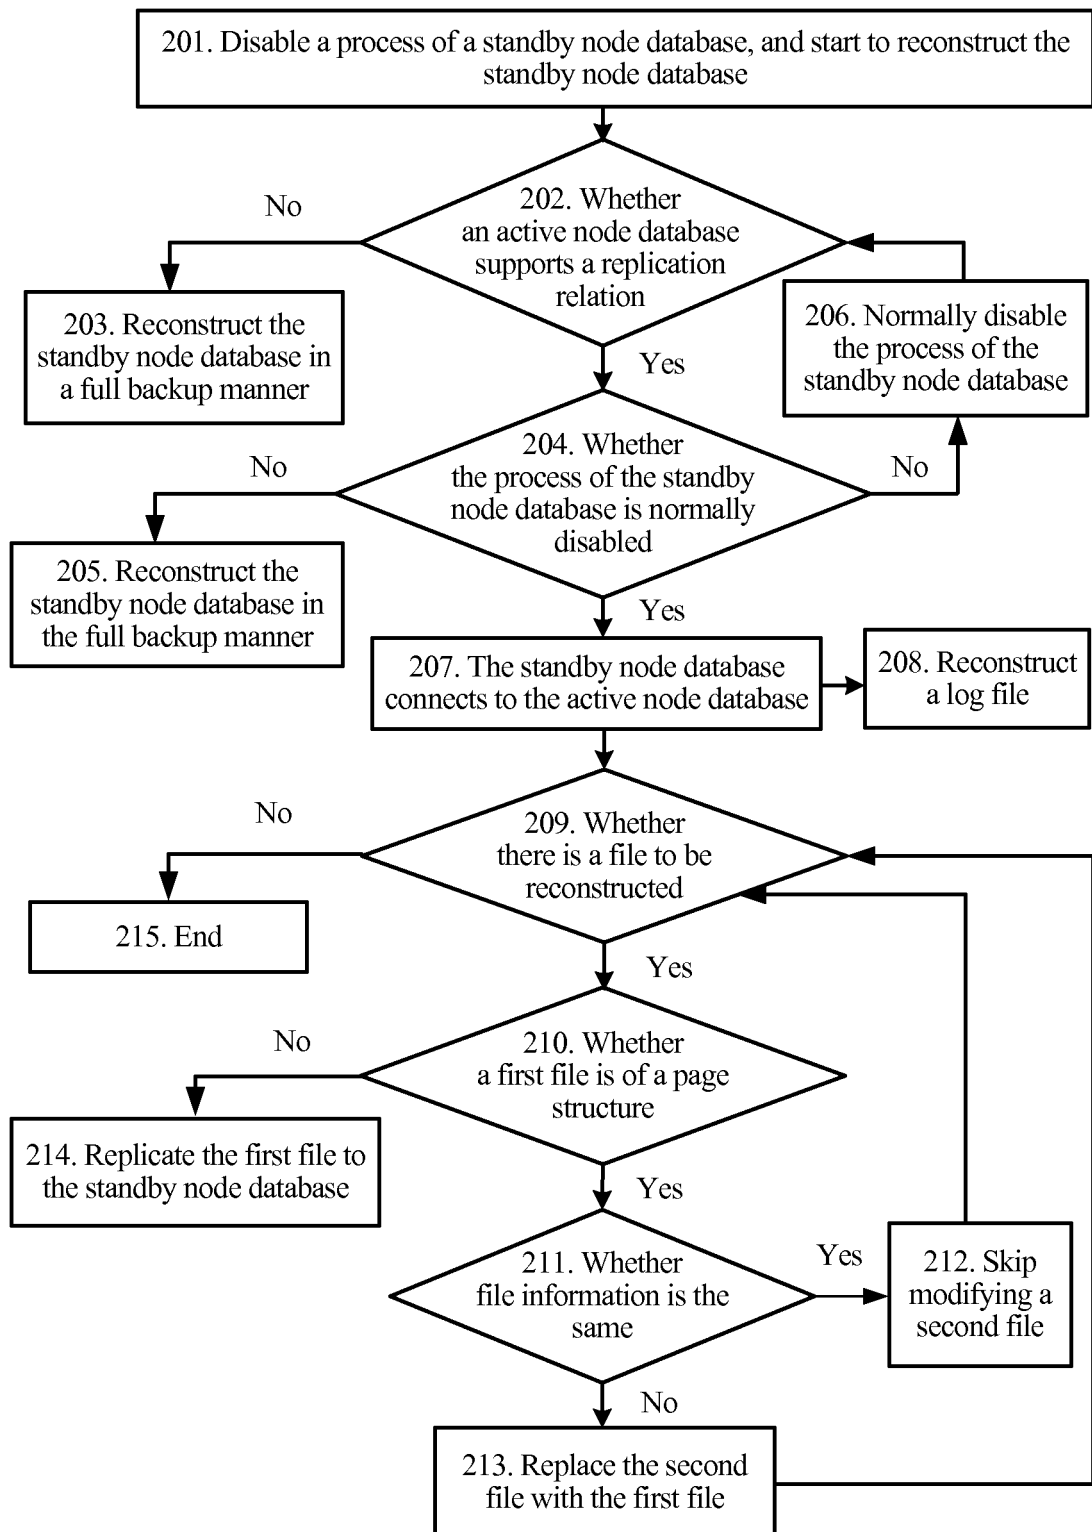 201. Disable a process of a standby node database, and start to reconstruct the
standby node database
202. Whether
an active node database
supports a replication
relation
No
Yes
203. Reconstruct the
standby node database in
a full backup manner
206. Normally disable
the process of the
standby node database
204. Whether
the process of the standby
node database is normally
disabled
No
No
Yes
205. Reconstruct the
standby node database in
the full backup manner
207. The standby node database
connects to the active node database
208. Reconstruct
a log file
209. Whether
there is a file to be
reconstructed
No
Yes
215. End
210. Whether
a first file is of a page
structure
No
Yes
214. Replicate the first file to
the standby node database
211. Whether
file information is the
same
Yes
No
212. Skip
modifying a
second file
213. Replace the second
file with the first file